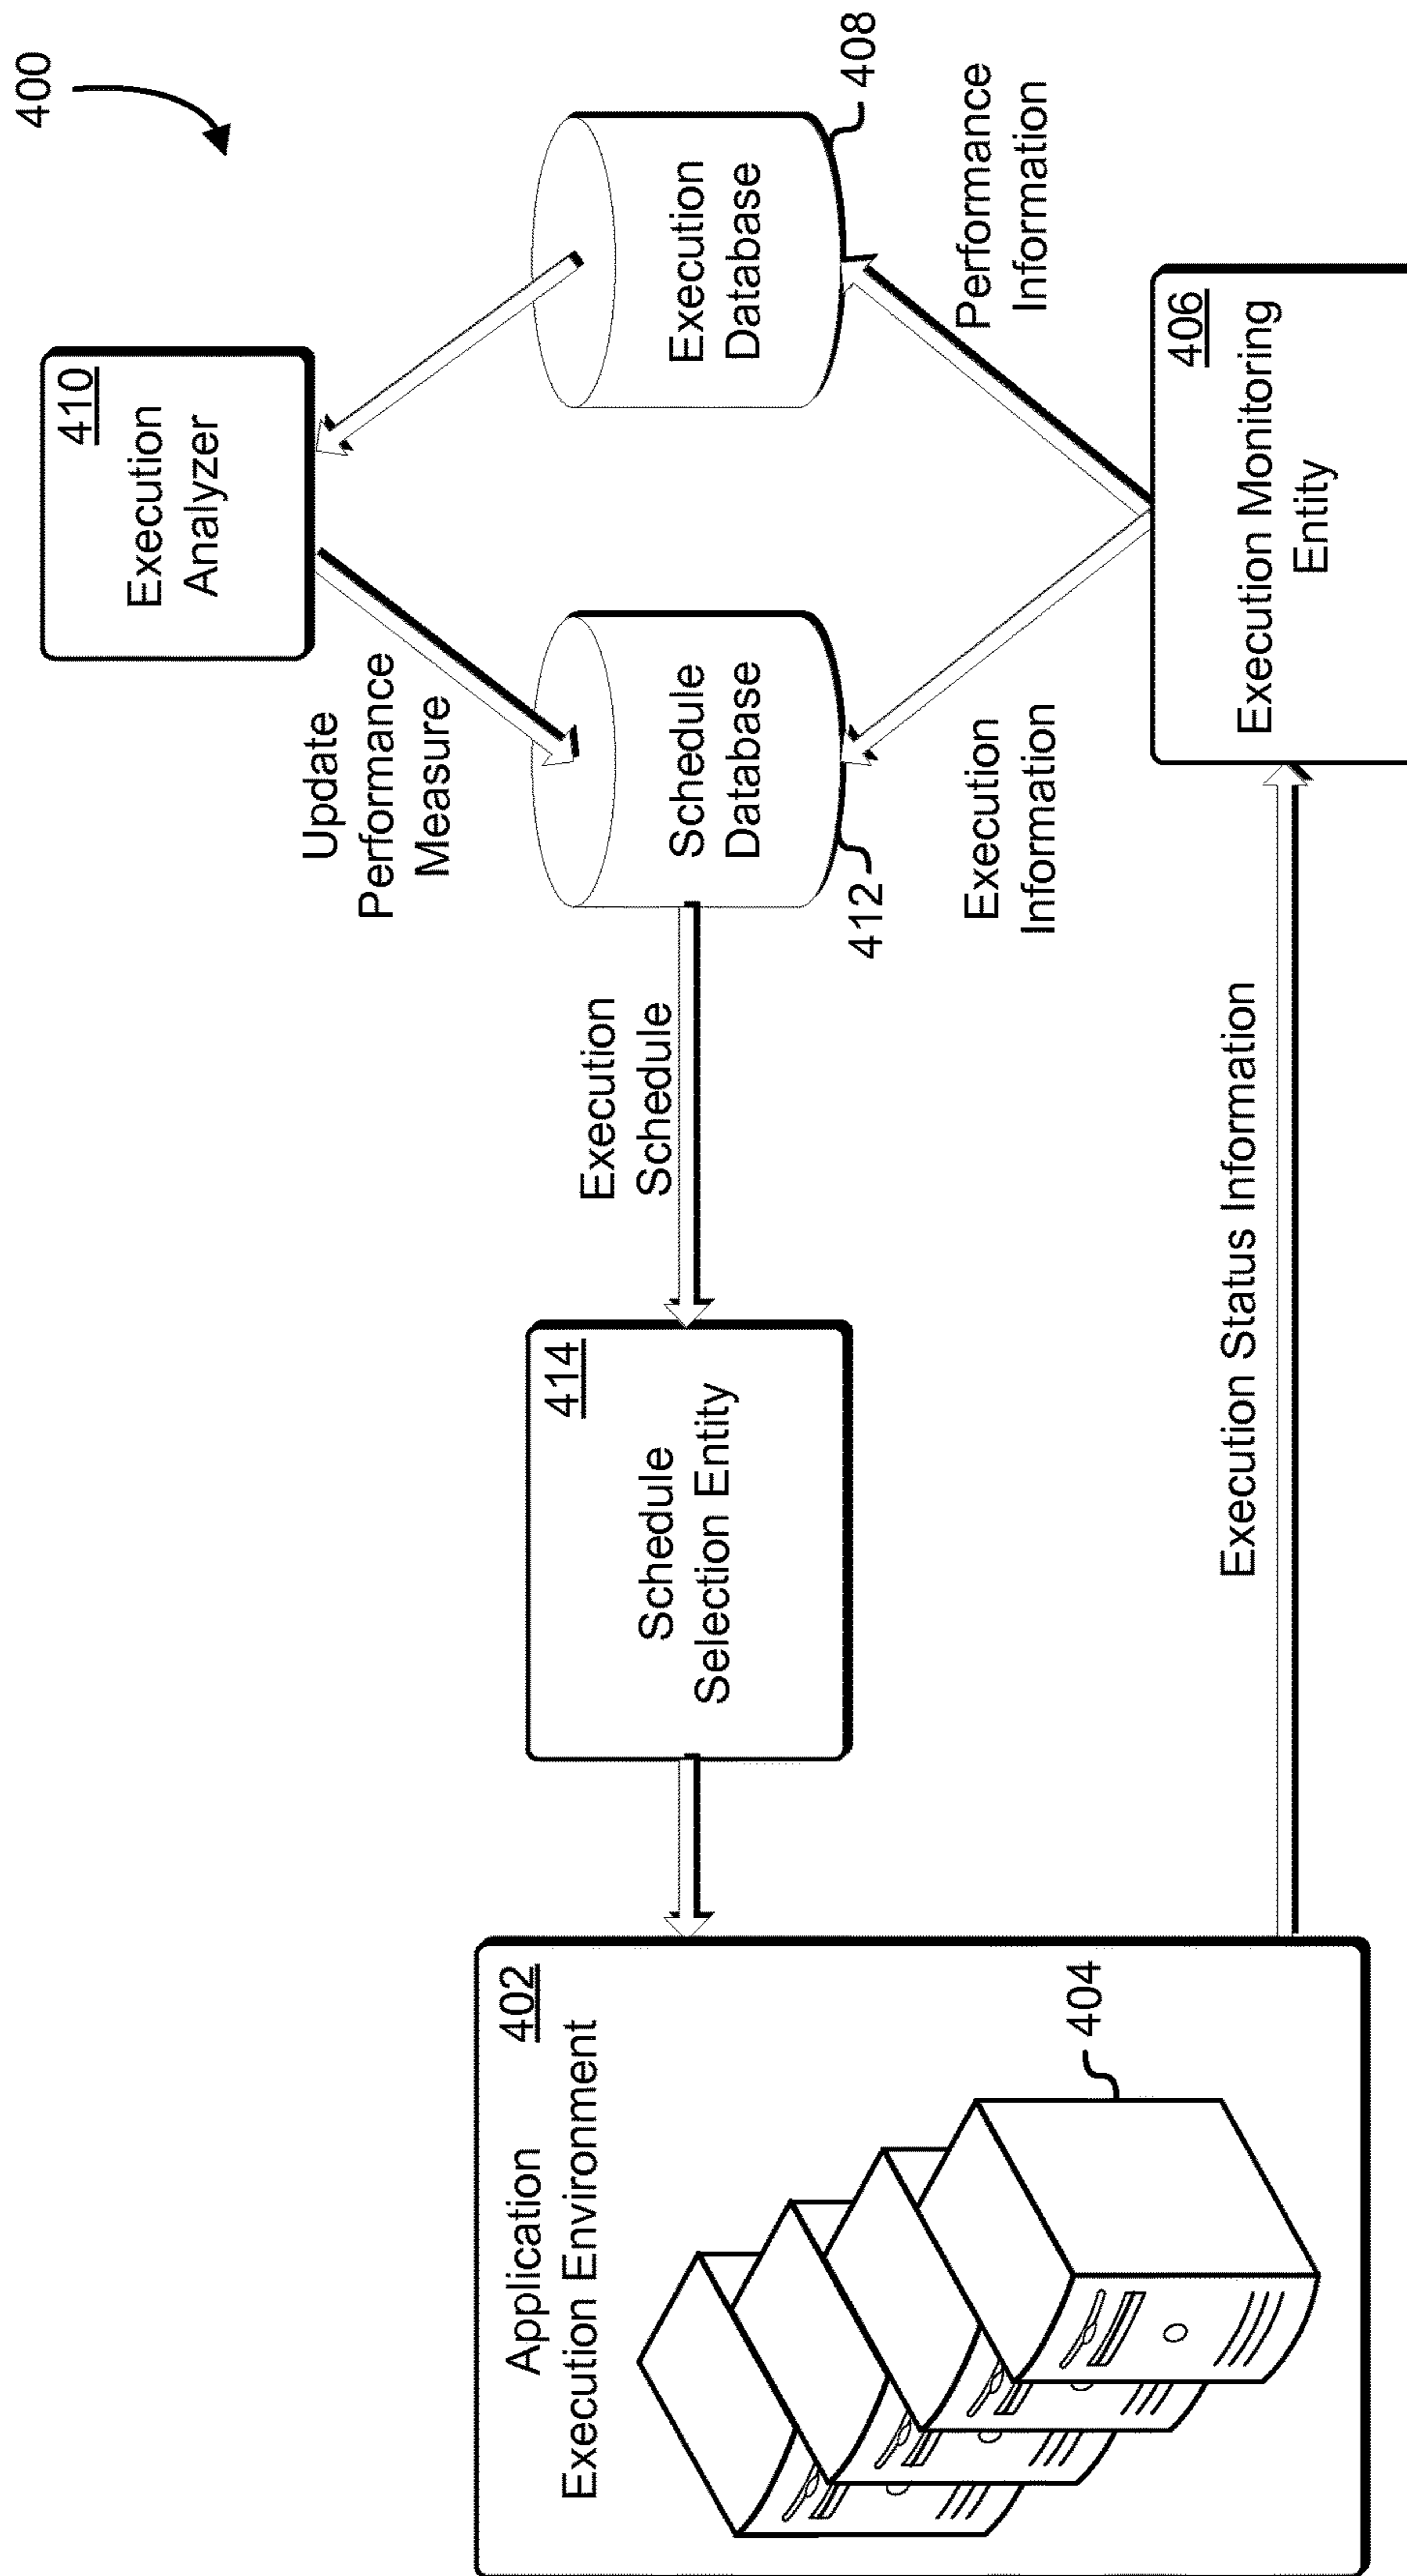 400
402
Application
Execution Environment
404
414
Schedule
Selection Entity
Execution
Schedule
Update
Performance
Measure
410
Execution
Analyzer
Schedule
Database
412
Execution
Database
408
Execution
Information
Performance
Information
Execution Status Information
406
Execution Monitoring
Entity